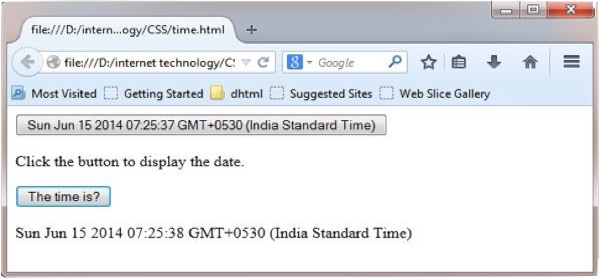 file:///D:/intern...ogy/CSS/time.html
file:///D:/internet technology/C
Google
Most Visited Getting Started dhtml Suggested Sites Web Slice Gallery
Sun Jun 15 2014 07:25:37 GMT+0530 (India Standard Time)
Click the button to display the date.
The time is?
Sun Jun 15 2014 07:25:38 GMT+0530 (India Standard Time)